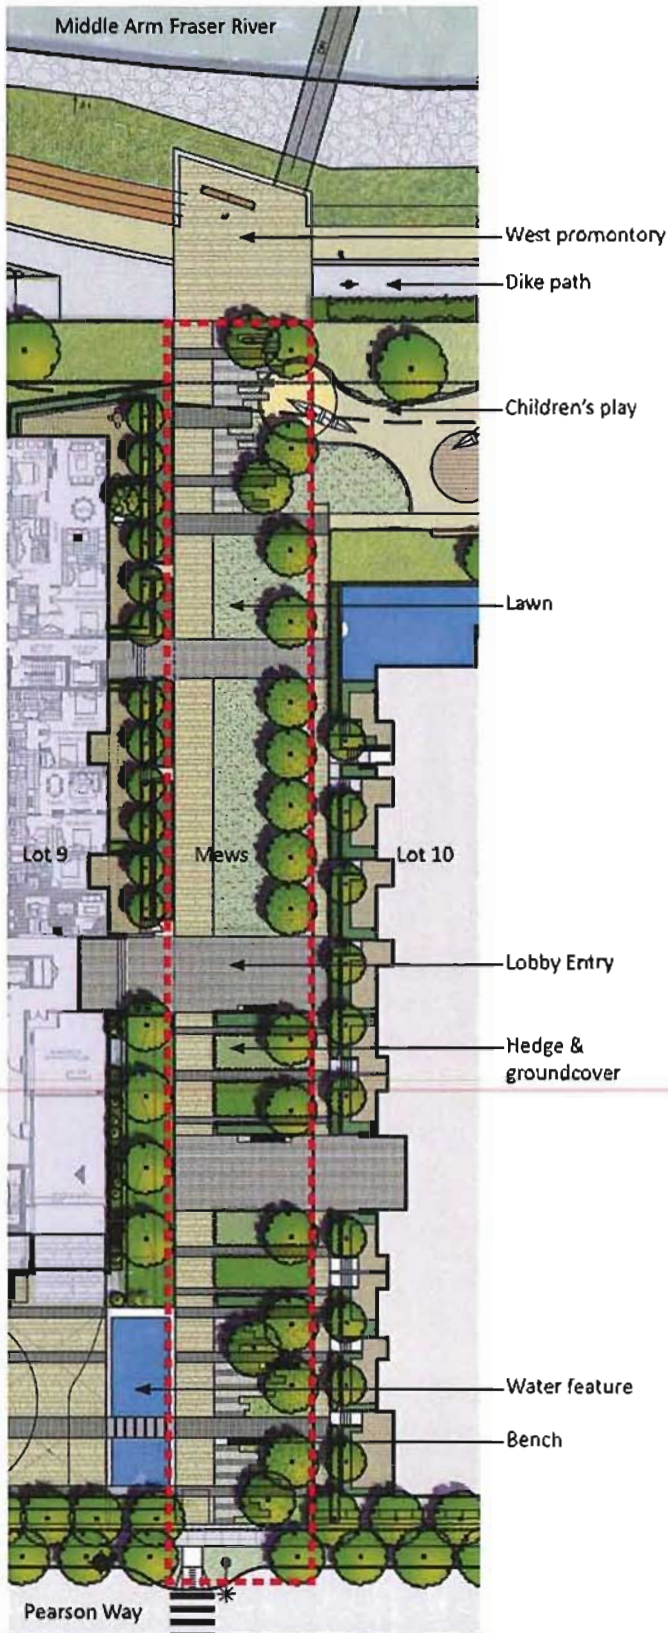 Middle Arm Fraser River
West promontory
Dike path
Children's play
Lawn
Lot 9
Mews
Lot 10
Lobby Entry
Hedge &
groundcover
Water feature
Bench
Pearson Way